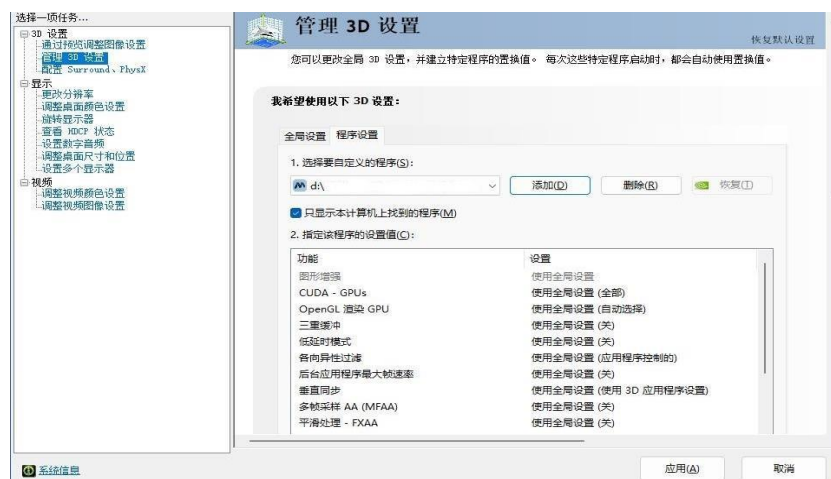 选择一项任务...
3D 设置
通过预览调整图像设置
管理 3D 设置
配置 Surround、PhysX
显示
更改分辨率
调整桌面颜色设置
旋转显示器
查看 HDCP 状态
设置数字音频
调整桌面尺寸和位置
设置多个显示器
视频
调整视频颜色设置
调整视频图像设置
系统信息
管理 3D 设置
恢复默认设置
您可以更改全局 3D 设置，并建立特定程序的置换值。 每次这些特定程序启动时，都会自动使用置换值。
我希望使用以下 3D 设置：
全局设置 程序设置
1. 选择要自定义的程序(S)：
d:\ 添加(D) 删除(R) 恢复(T)
只显示本计算机上找到的程序(M)
2. 指定该程序的设置值(C)：
功能 设置
图形增强 使用全局设置
CUDA - GPUs 使用全局设置 (全部)
OpenGL 渲染 GPU 使用全局设置 (自动选择)
三重缓冲 使用全局设置 (关)
低延时模式 使用全局设置 (关)
各向异性过滤 使用全局设置 (应用程序控制的)
后台应用程序最大帧速率 使用全局设置 (关)
垂直同步 使用全局设置 (使用 3D 应用程序设置)
多帧采样 AA (MFAA) 使用全局设置 (关)
平滑处理 - FXAA 使用全局设置 (关)
应用(A) 取消